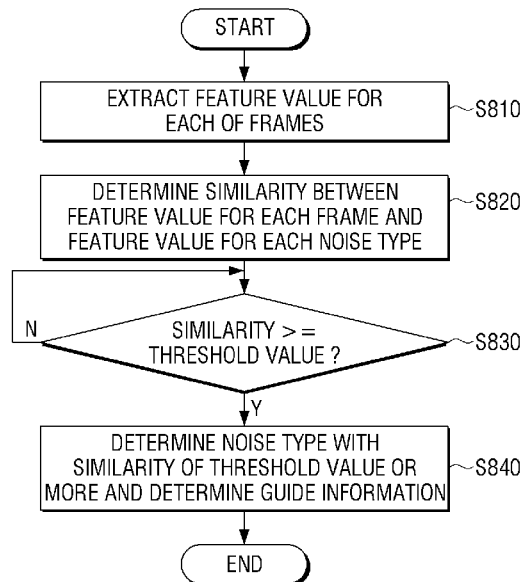 START
EXTRACT FEATURE VALUE FOR
EACH OF FRAMES
S810
DETERMINE SIMILARITY BETWEEN
FEATURE VALUE FOR EACH FRAME AND
FEATURE VALUE FOR EACH NOISE TYPE
S820
N
SIMILARITY > =
THRESHOLD VALUE ?
S830
Y
DETERMINE NOISE TYPE WITH
SIMILARITY OF THRESHOLD VALUE OR
MORE AND DETERMINE GUIDE INFORMATION
S840
END